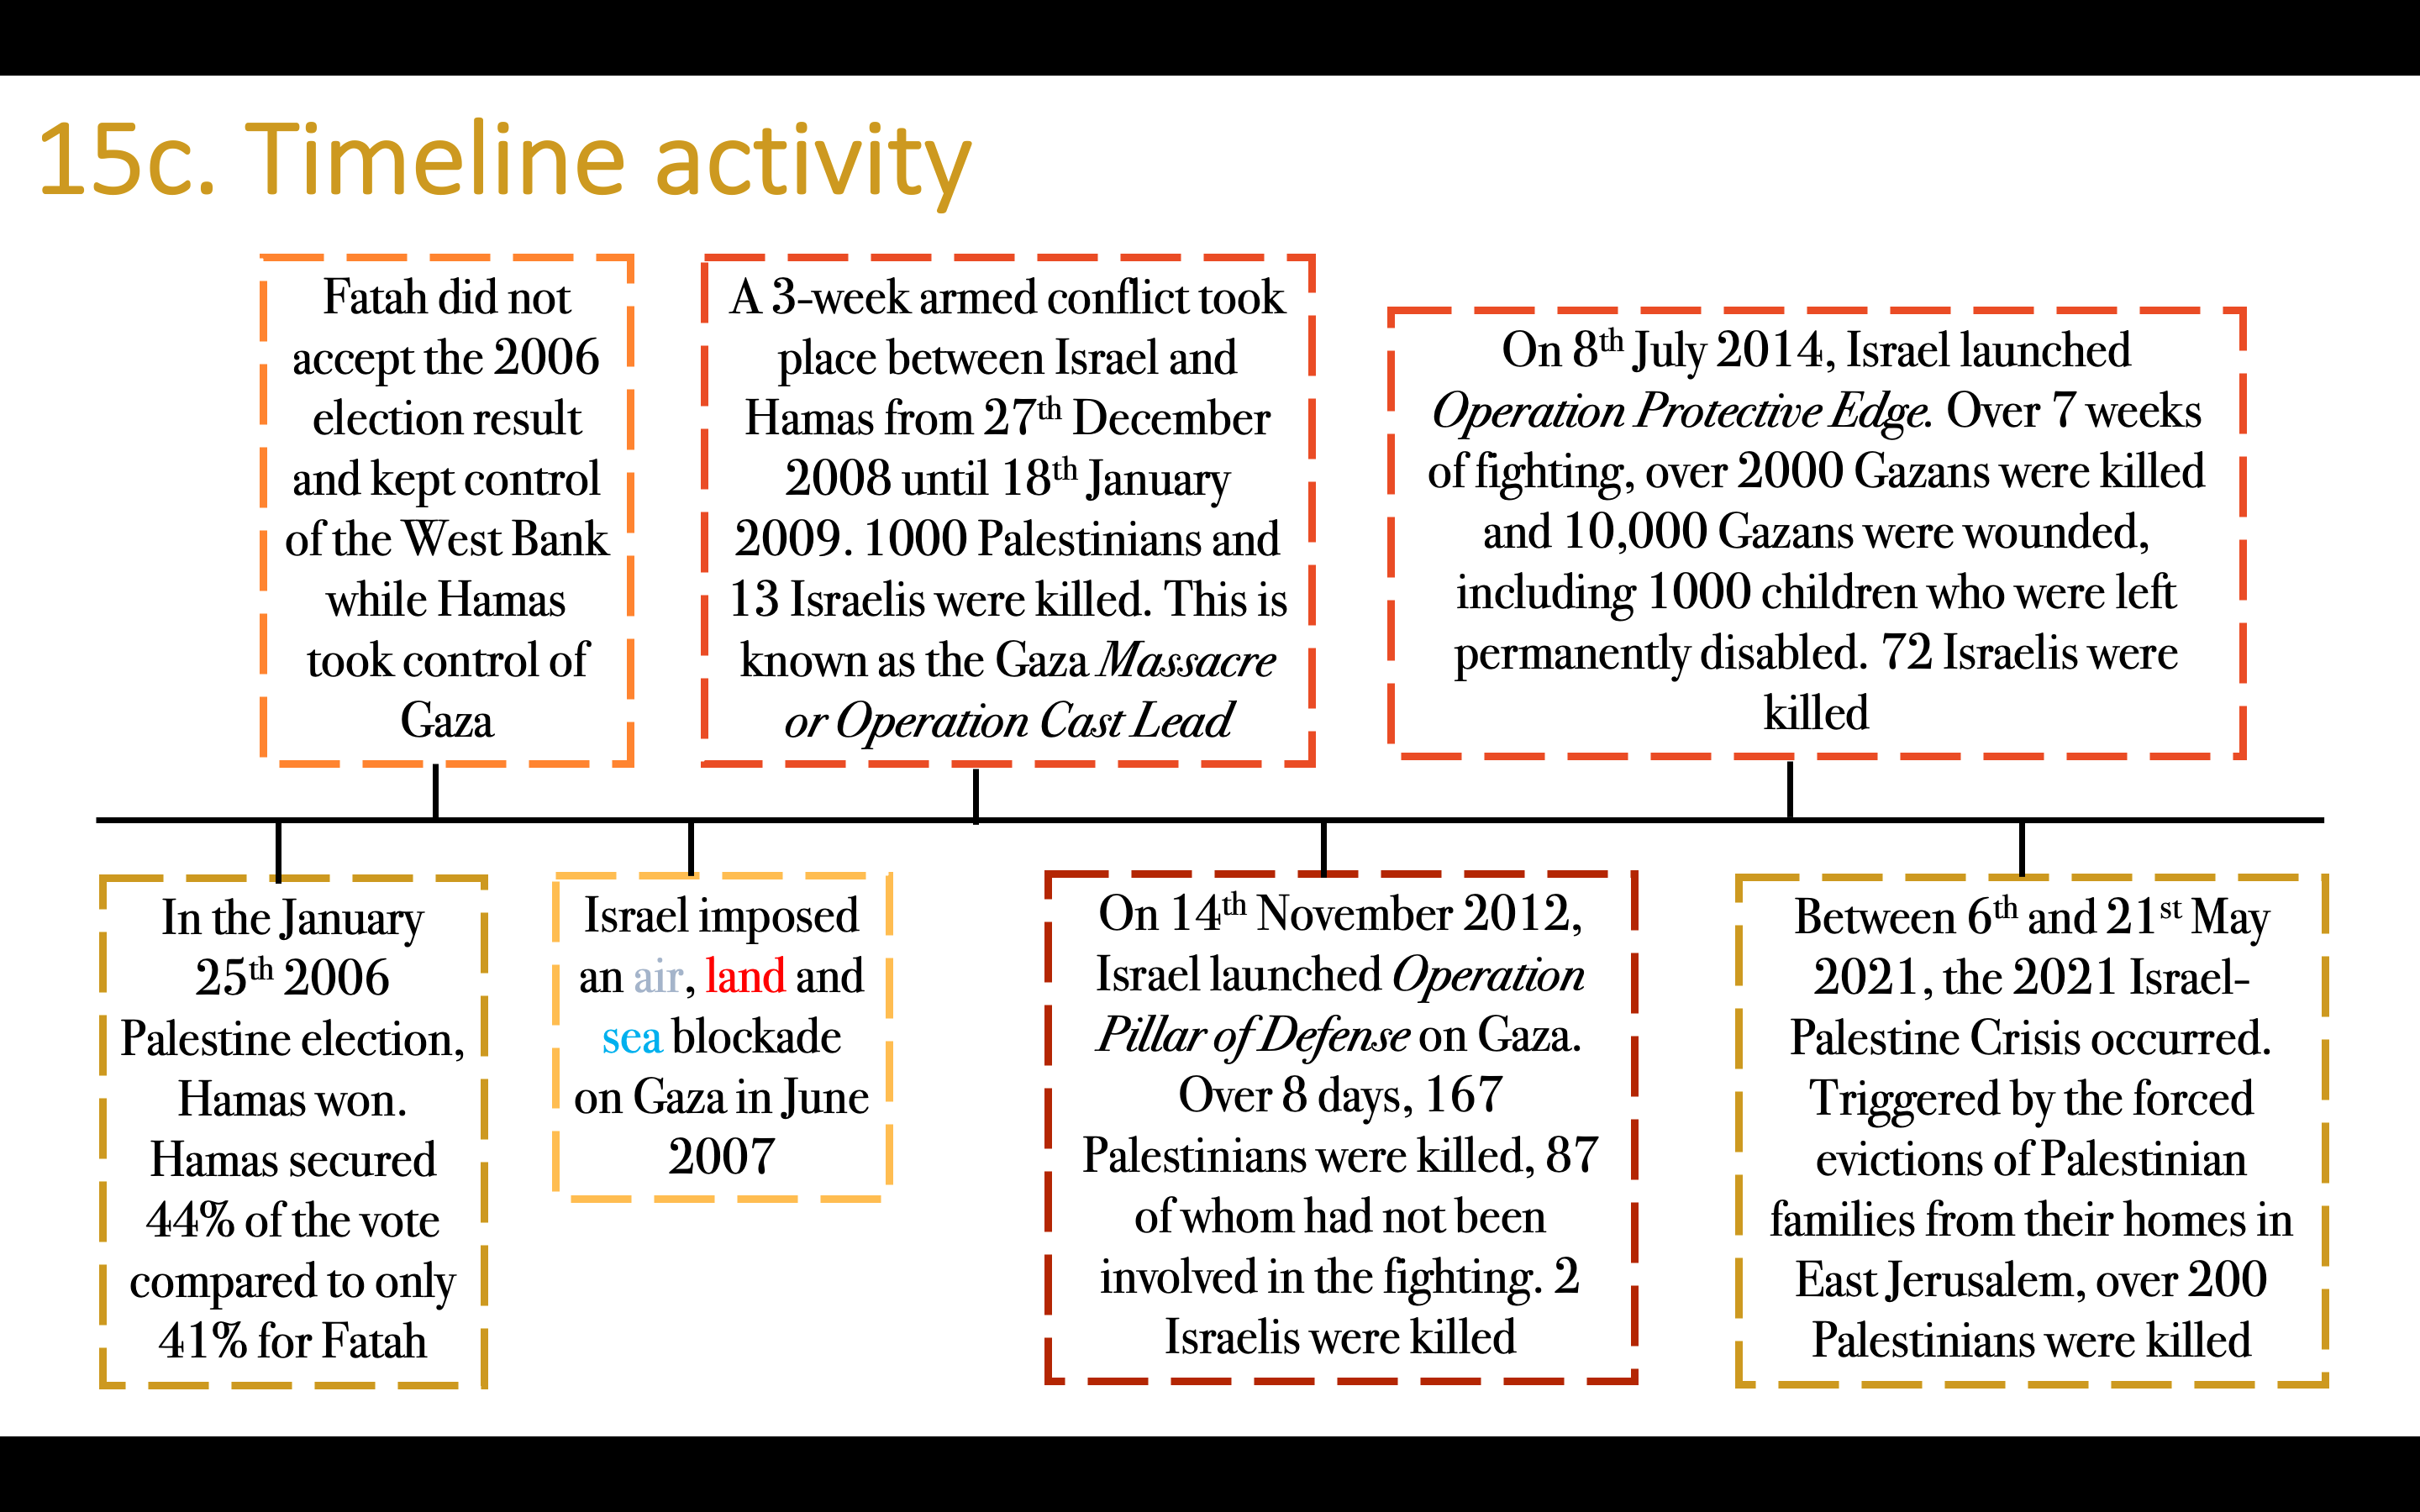 15c. Timeline activity
Fatah did not
accept the 2006
election result
and kept control
of the West Bank
while Hamas
took control of
Gaza
A 3-week armed conflict took
place between Israel and
Hamas from 27th December
2008 until 18th January
2009. 1000 Palestinians and
13 Israelis were killed. This is
known as the Gaza Massacre
or Operation Cast Lead
On 8th July 2014, Israel launched
Operation Protective Edge. Over 7 weeks
of fighting, over 2000 Gazans were killed
and 10,000 Gazans were wounded,
including 1000 children who were left
permanently disabled. 72 Israelis were
killed
In the January
25th 2006
Palestine election,
Hamas won.
Hamas secured
44% of the vote
compared to only
41% for Fatah
Israel imposed
an air, land and
sea blockade
on Gaza in June
2007
On 14th November 2012,
Israel launched Operation
Pillar of Defense on Gaza.
Over 8 days, 167
Palestinians were killed, 87
of whom had not been
involved in the fighting. 2
Israelis were killed
Between 6th and 21st May
2021, the 2021 Israel-
Palestine Crisis occurred.
Triggered by the forced
evictions of Palestinian
families from their homes in
East Jerusalem, over 200
Palestinians were killed